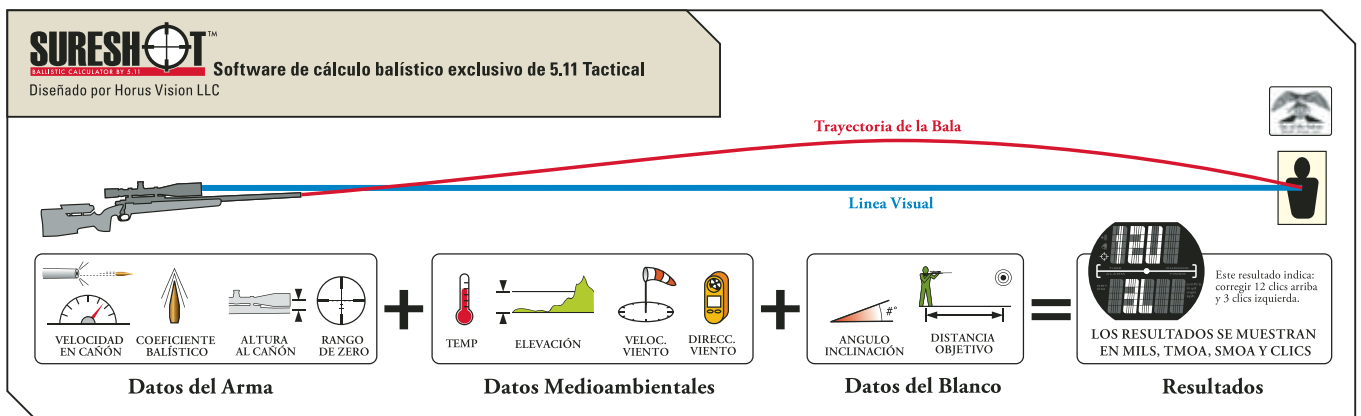 SURESHOT™
BALLISTIC CALCULATOR BY 5.11
Software de cálculo balístico exclusivo de 5.11 Tactical
Diseñado por Horus Vision LLC
Trayectoria de la Bala
Linea Visual
VELOCIDAD
EN CAÑÓN
COEFICIENTE
BALÍSTICO
ALTURA
AL CAÑÓN
RANGO
DE ZERO
Datos del Arma
+
TEMP
ELEVACIÓN
VELOC.
VIENTO
DIRECC.
VIENTO
Datos Medioambientales
+
#°
ANGULO
INCLINACIÓN
DISTANCIA
OBJETIVO
Datos del Blanco
=
Este resultado indica:
corregir 12 clics arriba
y 3 clics izquierda.
LOS RESULTADOS SE MUESTRAN
EN MILS, TMOA, SMOA Y CLICS
Resultados